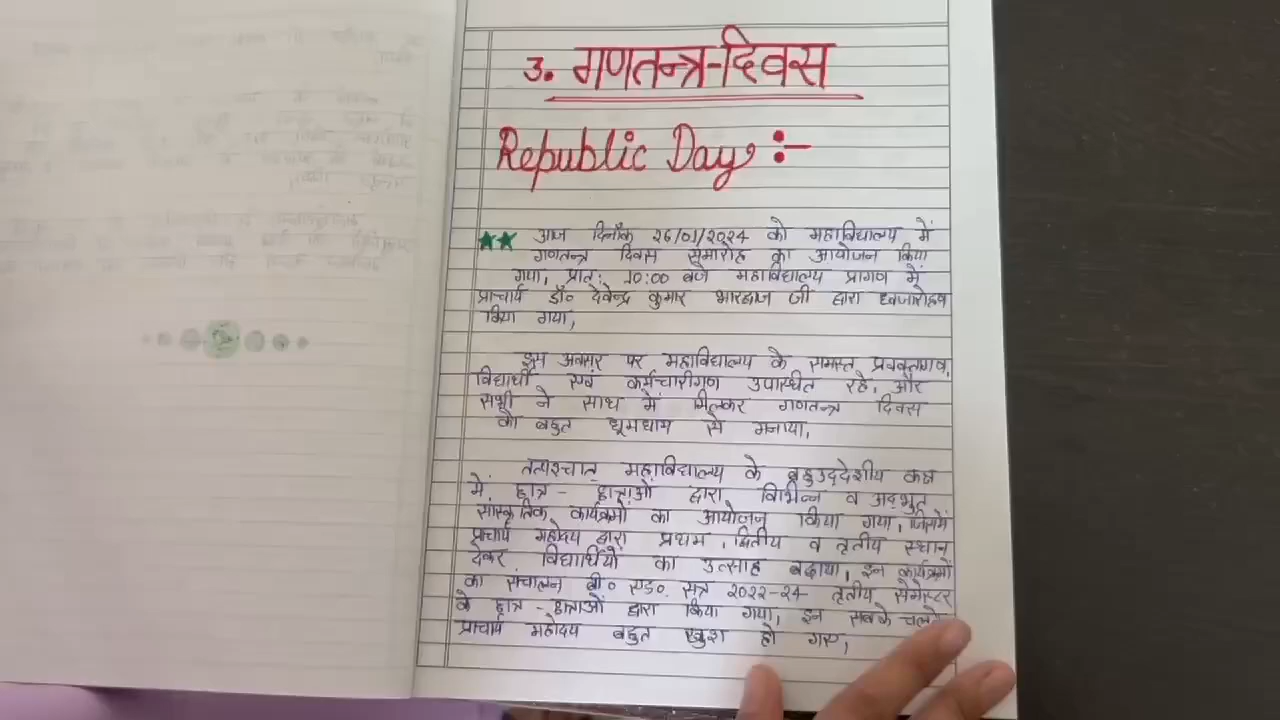 3. गणतन्त्र-दिवस
Republic Day :-
आज दिनाँक 26/01/2024 को महाविद्यालय में
गणतन्त्र दिवस समारोह का आयोजन किया
गया, प्रात: 10:00 बजे महाविद्यालय प्रागण में
प्राचार्य डॉ० देवेन्द्र कुमार भारद्वाज जी द्वारा ध्वजारोहण
किया गया,
इस अवसर पर महाविद्यालय के समस्त प्रवक्तागण,
विद्यार्थी एवं कर्मचारीगण उपास्थित रहे, और
सभी ने साथ में मिलकर गणतन्त्र दिवस
को बहुत धूमधाम से मनाया,
तत्पश्चात् महाविद्यालय के बहुउद्देशीय कक्ष
में छात्र - छात्राओं द्वारा विभिन्न व अद्भुत
सांस्कृतिक कार्यक्रमों का आयोजन किया गया, जिसमें
प्राचार्य महोदय द्वारा प्रथम, द्वितीय व तृतीय स्थान
देकर विद्यार्थियों का उत्साह बढ़ाया, इन कार्यक्रमों
का संचालन बी० एड०. सत्र 2022-24 तृतीय सेमेस्टर
के छात्र - छात्राओं द्वारा किया गया, इन सबके चलते
प्राचार्य महोदय बहुत खुश हो गए,